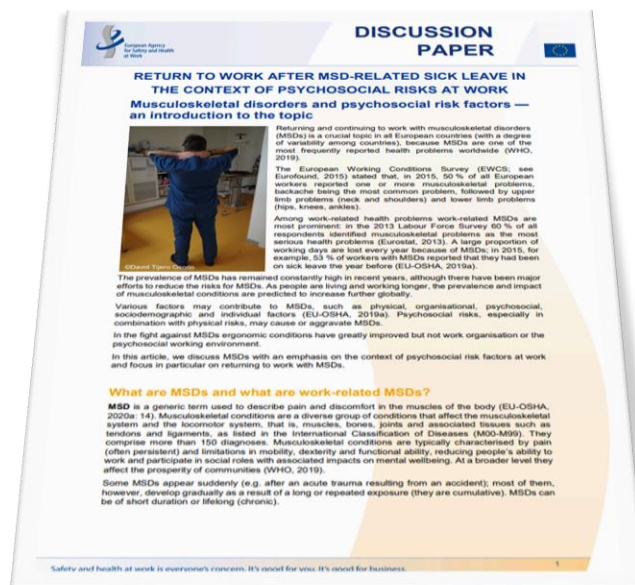 European Agency
for Safety and Health
at Work
DISCUSSION
PAPER
RETURN TO WORK AFTER MSD-RELATED SICK LEAVE IN
THE CONTEXT OF PSYCHOSOCIAL RISKS AT WORK
Musculoskeletal disorders and psychosocial risk factors —
an introduction to the topic
Returning and continuing to work with musculoskeletal disorders
(MSDs) is a crucial topic in all European countries (with a degree
of variability among countries), because MSDs are one of the
most frequently reported health problems worldwide (WHO,
2019).
The European Working Conditions Survey (EWCS; see
Eurofound, 2015) stated that, in 2015, 50 % of all European
workers reported one or more musculoskeletal problems,
backache being the most common problem, followed by upper
limb problems (neck and shoulders) and lower limb problems
(hips, knees, ankles).
Among work-related health problems work-related MSDs are
most prominent: in the 2013 Labour Force Survey 60 % of all
respondents identified musculoskeletal problems as the most
serious health problems (Eurostat, 2013). A large proportion of
working days are lost every year because of MSDs; in 2015, for
example, 53 % of workers with MSDs reported that they had been
on sick leave the year before (EU-OSHA, 2019a).
©David Tijero Osorio
The prevalence of MSDs has remained constantly high in recent years, although there have been major
efforts to reduce the risks for MSDs. As people are living and working longer, the prevalence and impact
of musculoskeletal conditions are predicted to increase further globally.
Various factors may contribute to MSDs, such as physical, organisational, psychosocial,
sociodemographic and individual factors (EU-OSHA, 2019a). Psychosocial risks, especially in
combination with physical risks, may cause or aggravate MSDs.
In the fight against MSDs ergonomic conditions have greatly improved but not work organisation or the
psychosocial working environment.
In this article, we discuss MSDs with an emphasis on the context of psychosocial risk factors at work
and focus in particular on returning to work with MSDs.
What are MSDs and what are work-related MSDs?
MSD is a generic term used to describe pain and discomfort in the muscles of the body (EU-OSHA,
2020a: 14). Musculoskeletal conditions are a diverse group of conditions that affect the musculoskeletal
system and the locomotor system, that is, muscles, bones, joints and associated tissues such as
tendons and ligaments, as listed in the International Classification of Diseases (M00-M99). They
comprise more than 150 diagnoses. Musculoskeletal conditions are typically characterised by pain
(often persistent) and limitations in mobility, dexterity and functional ability, reducing people's ability to
work and participate in social roles with associated impacts on mental wellbeing. At a broader level they
affect the prosperity of communities (WHO, 2019).
Some MSDs appear suddenly (e.g. after an acute trauma resulting from an accident); most of them,
however, develop gradually as a result of a long or repeated exposure (they are cumulative). MSDs can
be of short duration or lifelong (chronic).
Safety and health at work is everyone's concern. It's good for you. It's good for business.
1